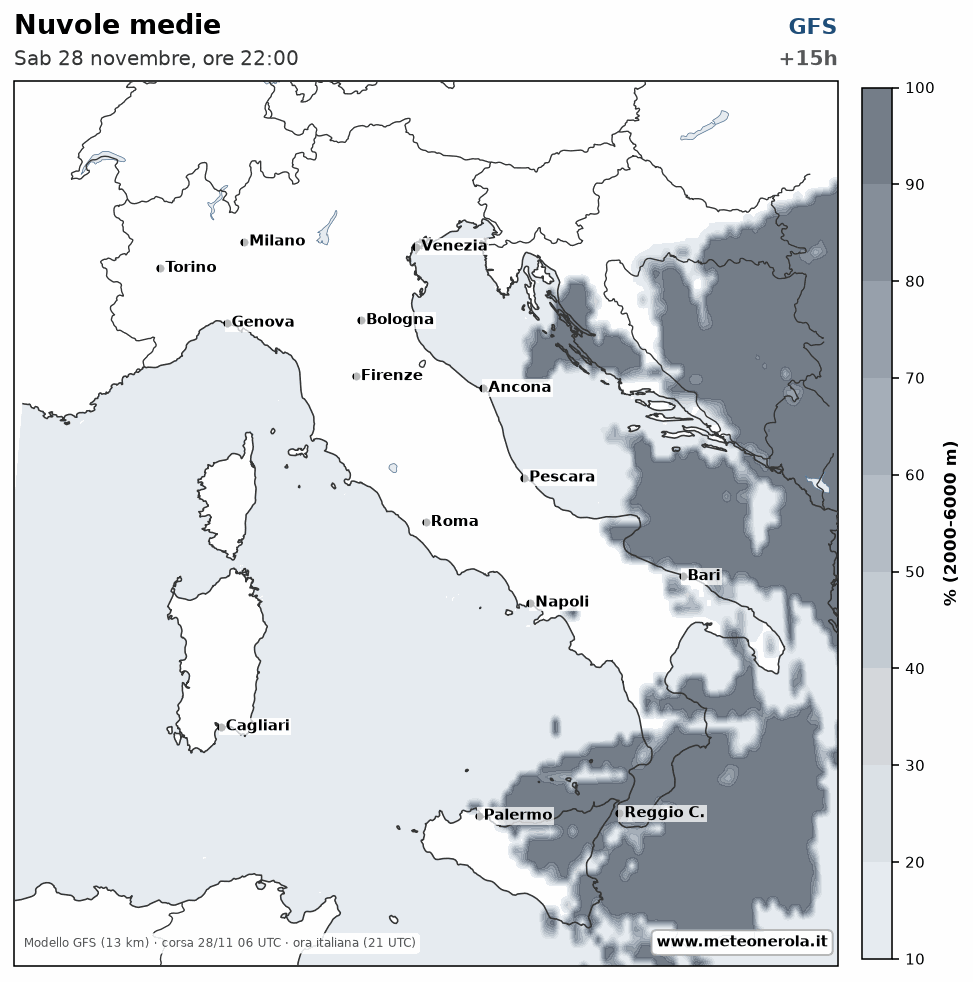 Nuvole medie
GFS
Sab 28 novembre, ore 22:00
+15h
100
90
80
70
60
50
40
30
20
10
% (2000-6000 m)
Milano
Venezia
Torino
Genova
Bologna
Firenze
Ancona
Pescara
Roma
Bari
Napoli
Cagliari
Palermo
Reggio C.
Modello GFS (13 km) · corsa 28/11 06 UTC · ora italiana (21 UTC)
www.meteonerola.it